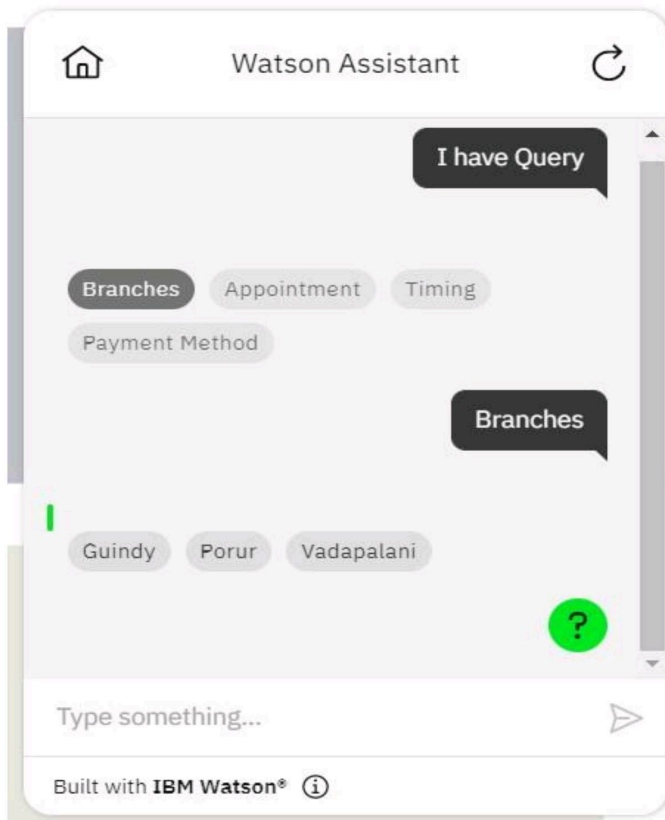 Watson Assistant
I have Query
Branches Appointment Timing
Payment Method
Branches
Guindy Porur Vadapalani
?
Type something...
Built with IBM Watson®